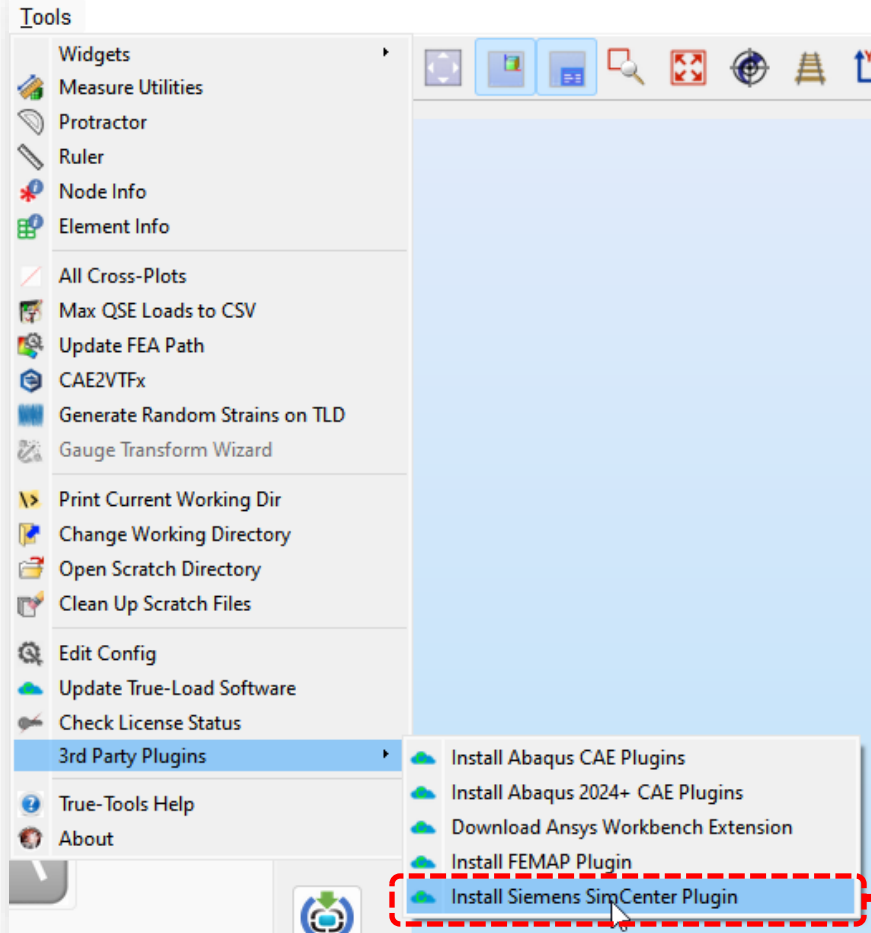 Tools
Widgets
Measure Utilities
Protractor
Ruler
Node Info
Element Info
All Cross-Plots
Max QSE Loads to CSV
Update FEA Path
CAE2VTFx
Generate Random Strains on TLD
Gauge Transform Wizard
Print Current Working Dir
Change Working Directory
Open Scratch Directory
Clean Up Scratch Files
Edit Config
Update True-Load Software
Check License Status
3rd Party Plugins
Install Abaqus CAE Plugins
Install Abaqus 2024+ CAE Plugins
Download Ansys Workbench Extension
Install FEMAP Plugin
Install Siemens SimCenter Plugin
True-Tools Help
About